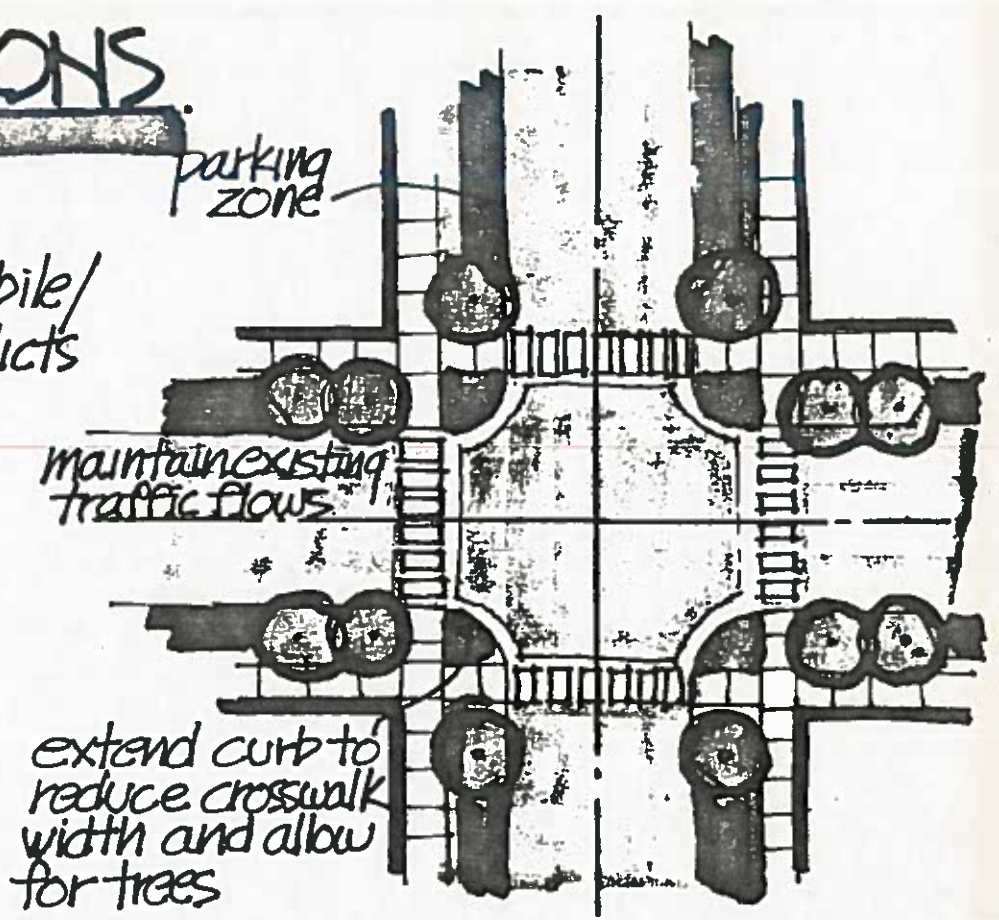 ONS
parking
zone
bile/
icts
maintain existing
traffic flows
extend curb to
reduce crosswalk
width and allow
for trees